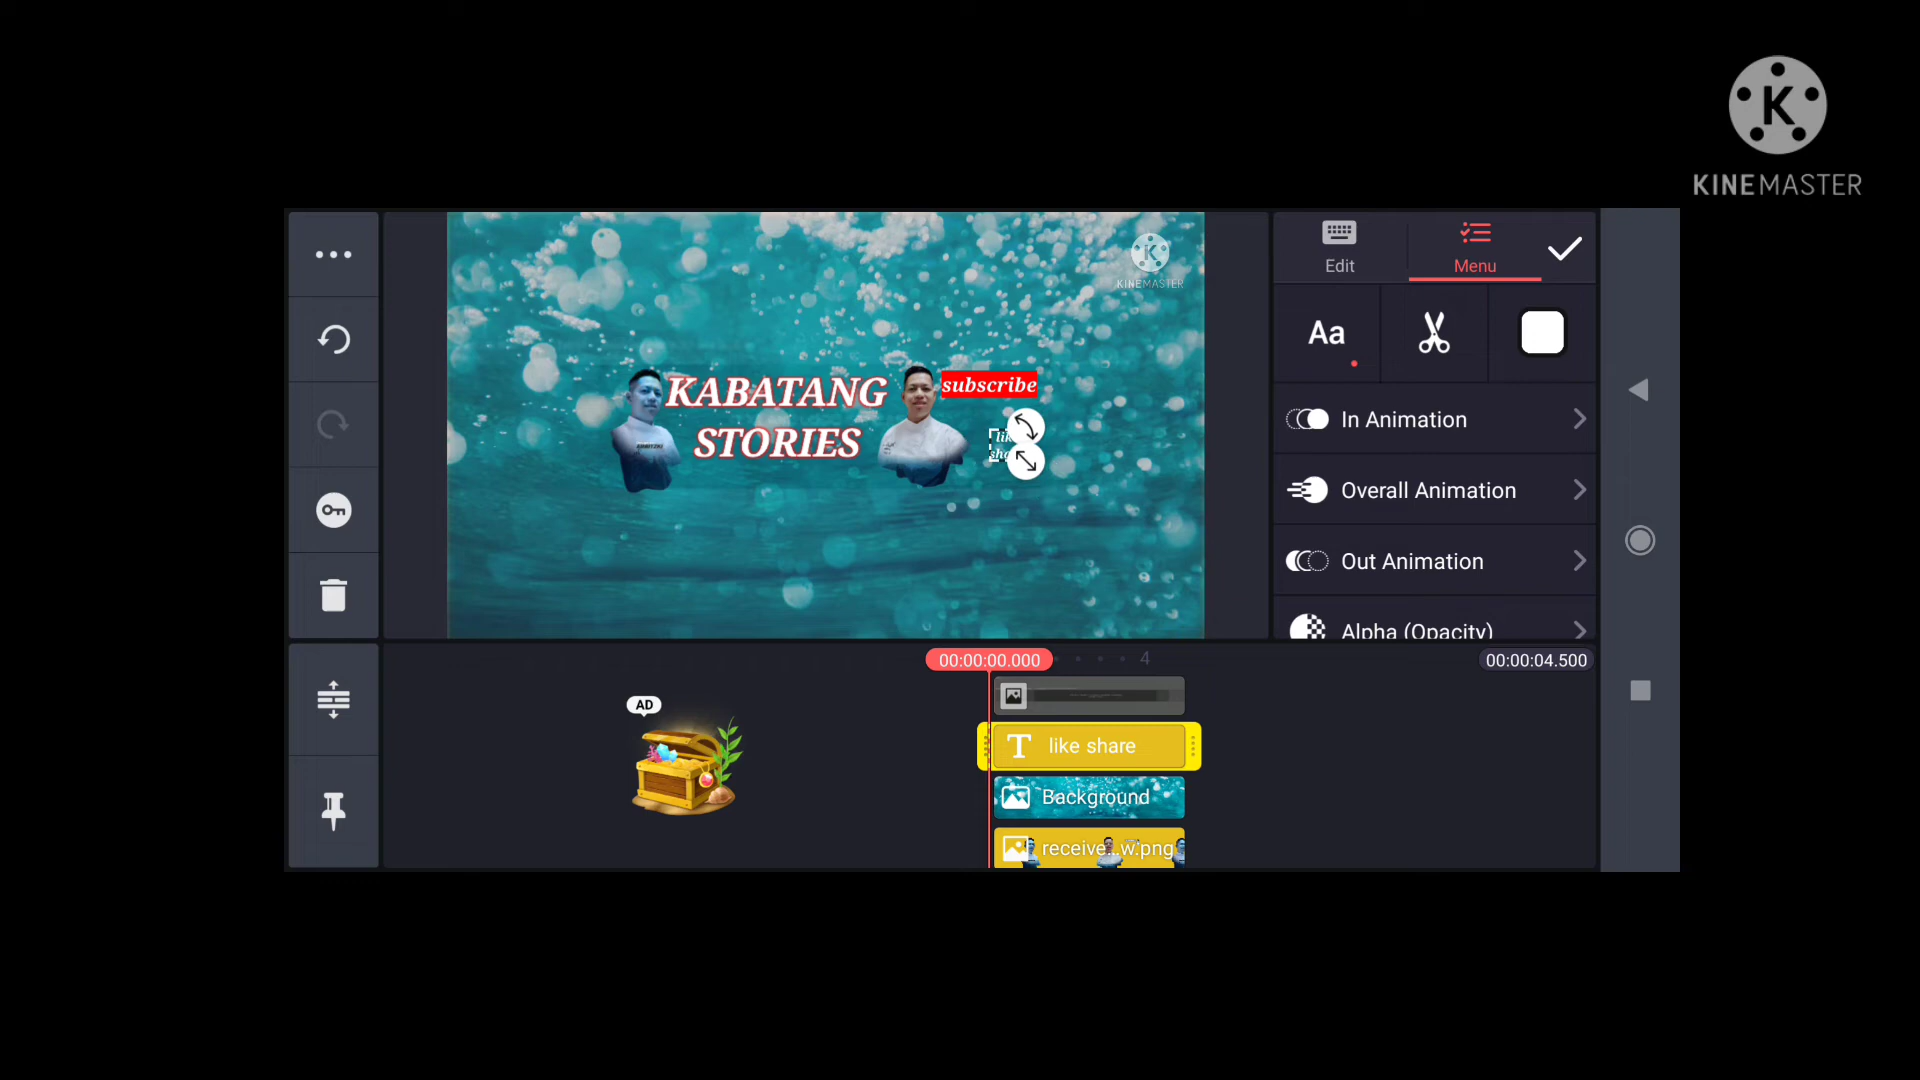 KINEMASTER
Edit
Menu
KINEMASTER
Aa
KABATANG
STORIES
subscribe
In Animation
Overall Animation
Out Animation
Alpha (Opacity)
00:00:00.000
4
00:00:04.500
AD
T like share
Background
receive...w.png